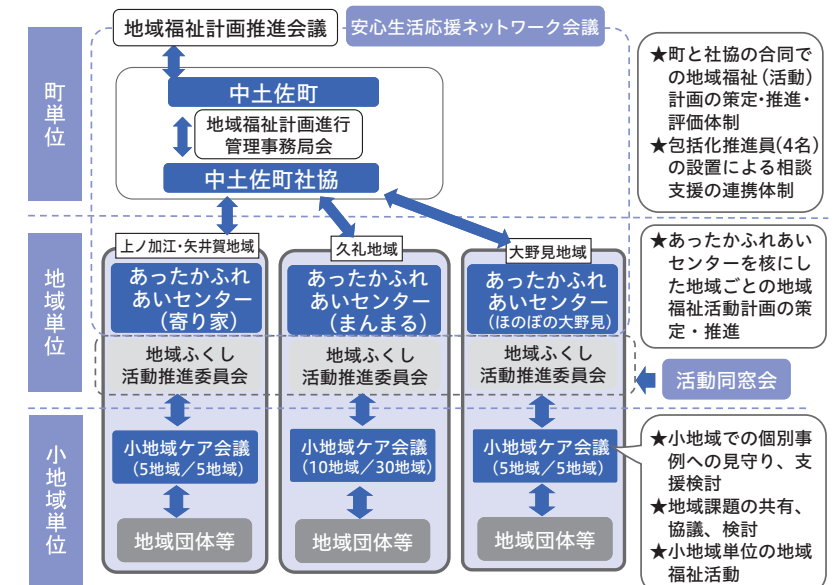 地域福祉計画推進会議
安心生活応援ネットワーク会議
町単位
中土佐町
地域福祉計画進行
管理事務局会
中土佐町社協
★町と社協の合同で
の地域福祉(活動)
計画の策定・推進・
評価体制
★包括化推進員(4名)
の設置による相談
支援の連携体制
地域単位
上ノ加江・矢井賀地域
あったかふれ
あいセンター
(寄り家)
地域ふくし
活動推進委員会
久礼地域
あったかふれ
あいセンター
(まんまる)
地域ふくし
活動推進委員会
大野見地域
あったかふれ
あいセンター
(ほのぼの大野見)
地域ふくし
活動推進委員会
★あったかふれあい
センターを核にし
た地域ごとの地域
福祉活動計画の策
定・推進
活動同窓会
小地域単位
小地域ケア会議
(5地域/5地域)
地域団体等
小地域ケア会議
(10地域/30地域)
地域団体等
小地域ケア会議
(5地域/5地域)
地域団体等
★小地域での個別事
例への見守り、支
援検討
★地域課題の共有、
協議、検討
★小地域単位の地域
福祉活動